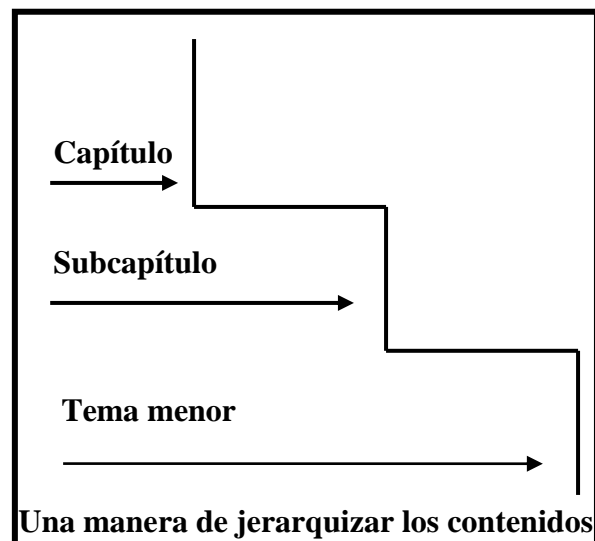 Capítulo
Subcapítulo
Tema menor
Una manera de jerarquizar los contenidos